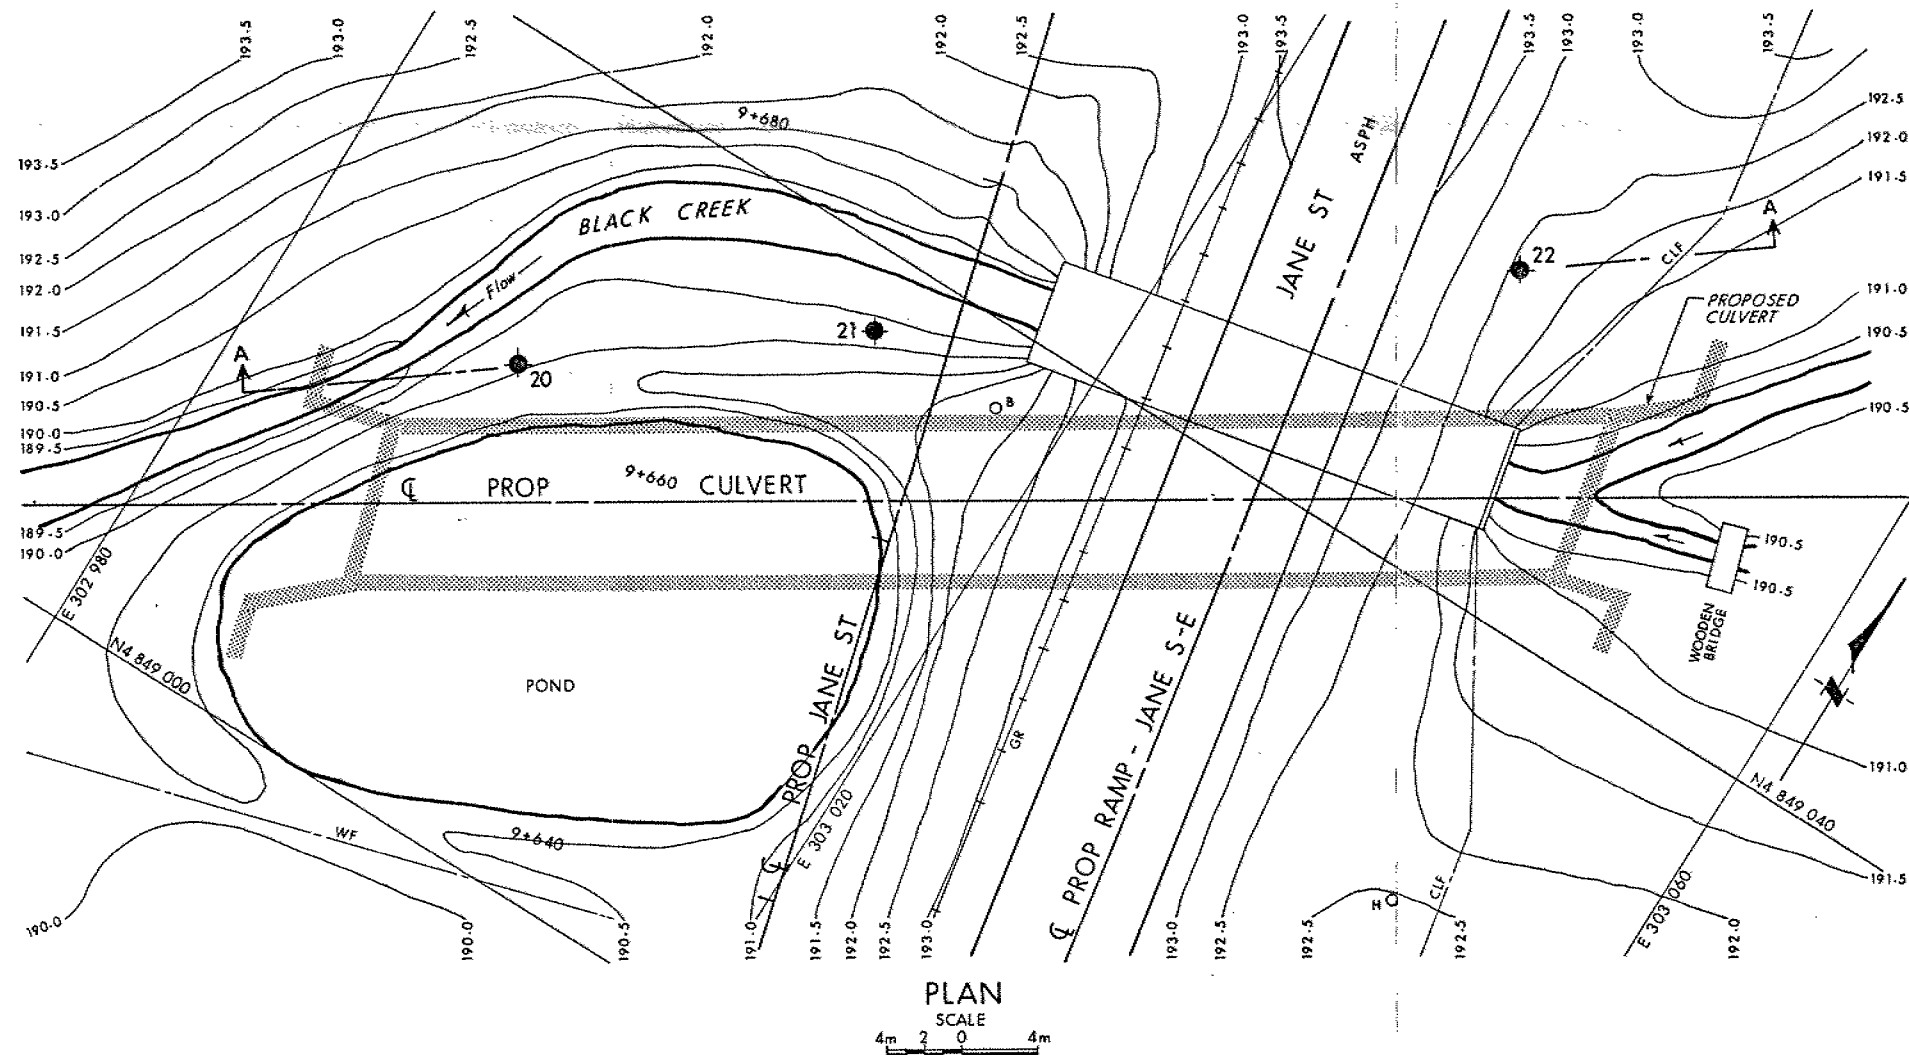 193.5
193.0
192.5
192.0
192.0
192.5
193.0
193.5
193.5
193.0
193.0
193.5
193.5
193.0
192.5
192.0
191.5
191.0
190.5
190.0
189.5
189.5
190.0
9+680
BLACK CREEK
Flow
A
20
21
B
JANE ST
ASPH
22
A
CLF
PROPOSED
CULVERT
192.5
192.0
191.5
191.0
190.5
190.5
190.5
190.5
WOODEN
BRIDGE
℄ PROP CULVERT
9+660
E 302 980
N4 849 000
POND
℄ PROP JANE ST
E 303 020
GR
℄ PROP RAMP - JANE S-E
N
N4 849 040
191.0
191.5
E 303 060
WF
9+640
H
CLF
190.0
190.0
190.5
191.0
191.5
192.0
192.5
193.0
193.0
192.5
192.5
192.5
192.0
PLAN
SCALE
4m 2 0 4m